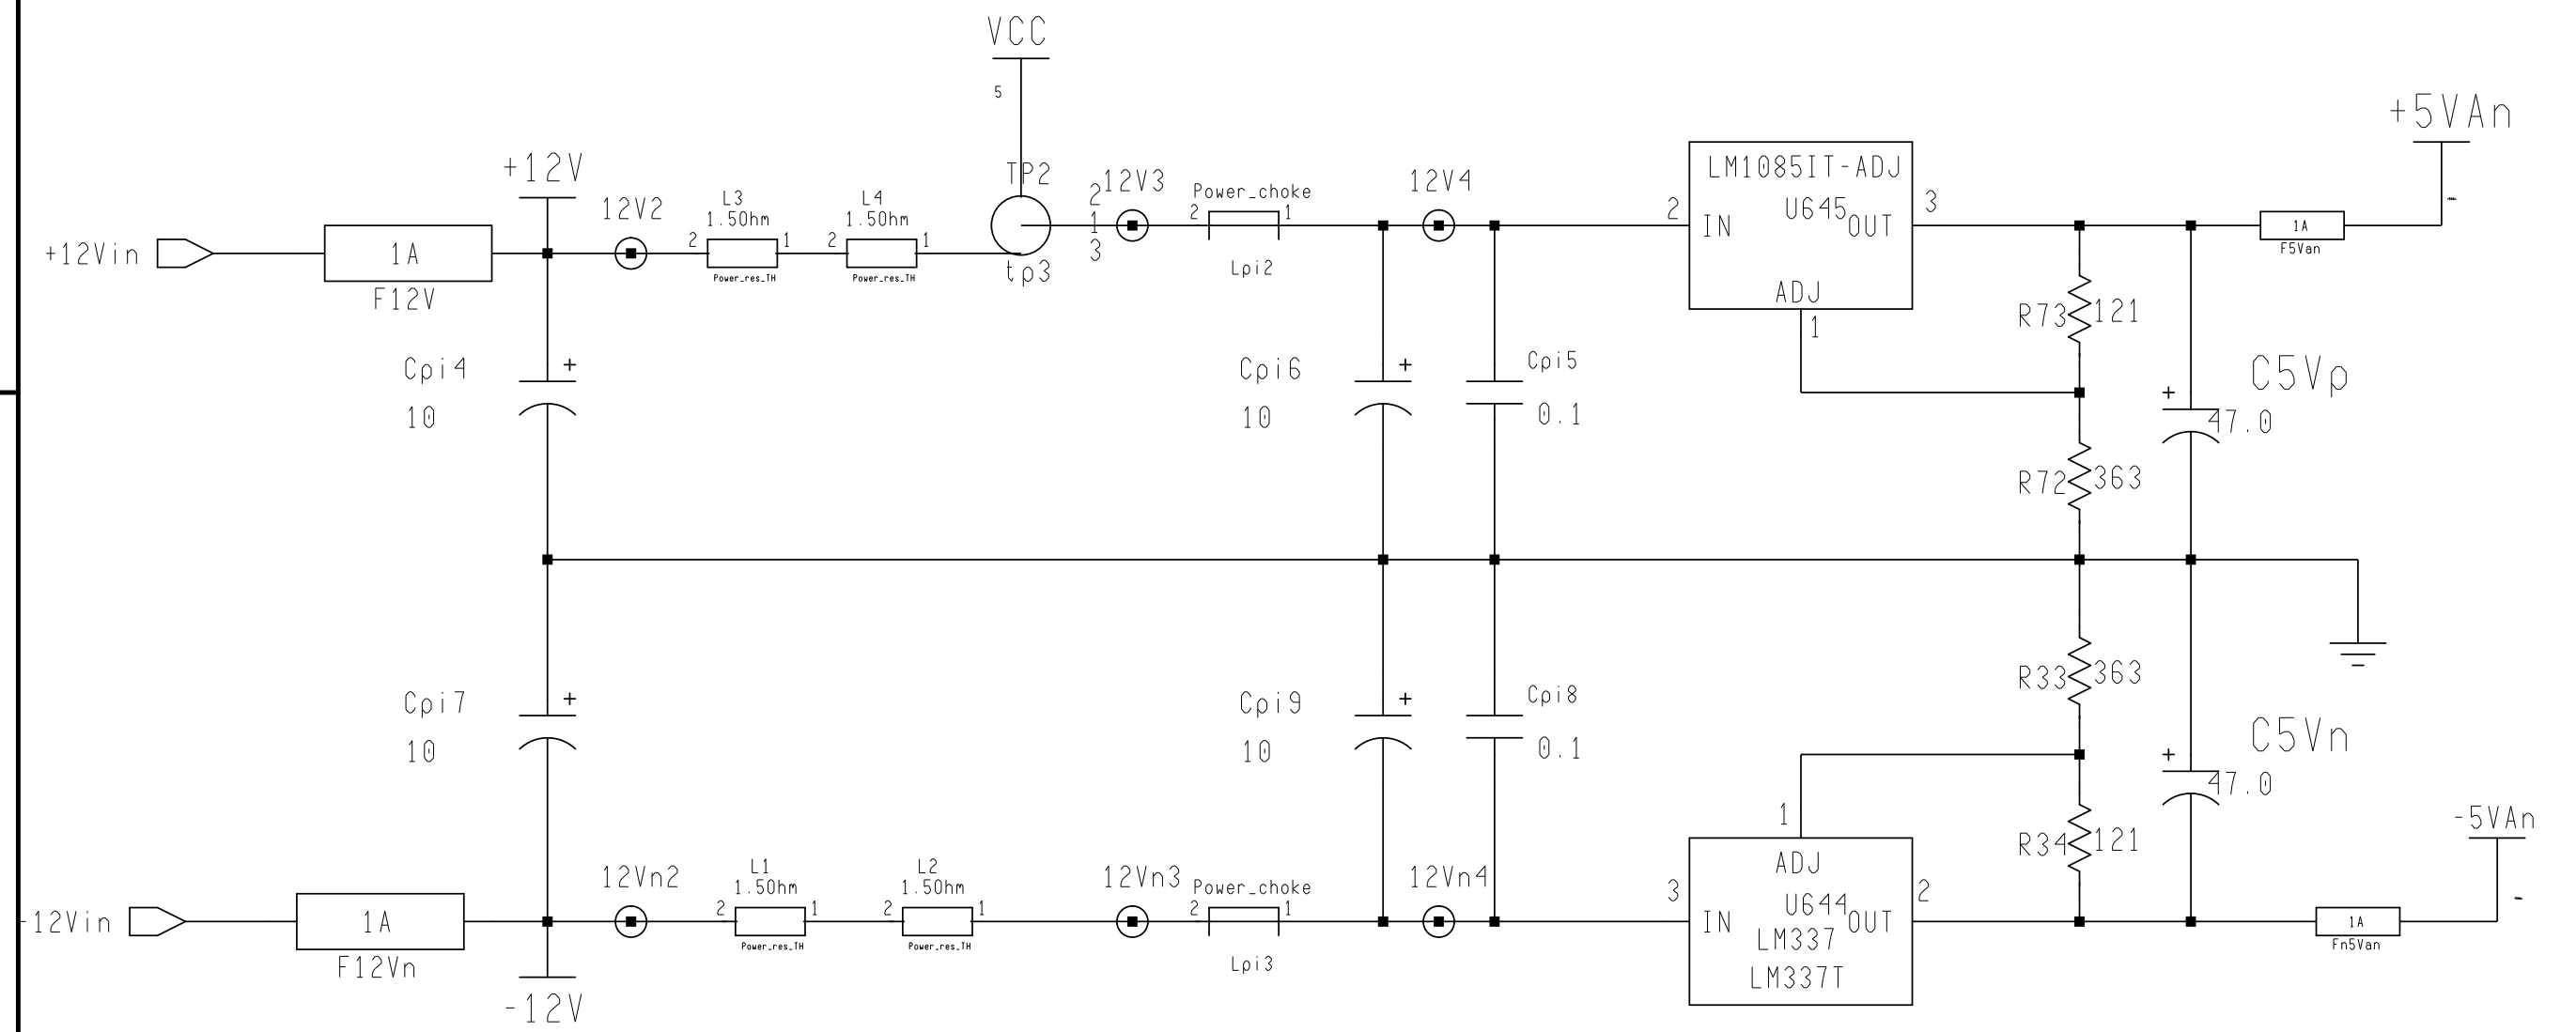 VCC
5
+5VAn
+12V
TP2
12V2
L3
1.5Ohm
2
1
Power_res_TH
L4
1.5Ohm
2
1
Power_res_TH
2
1
3
tp3
12V3
Power_choke
2
1
Lpi2
12V4
2
LM1085IT-ADJ
U645
IN
OUT
ADJ
3
1
1A
F5Van
+12Vin
1A
F12V
R73
121
Cpi4
+
10
Cpi6
+
10
Cpi5
0.1
C5Vp
+
47.0
R72
363
R33
363
Cpi7
+
10
Cpi9
+
10
Cpi8
0.1
C5Vn
+
47.0
R34
121
-5VAn
1
ADJ
U644
IN
OUT
LM337
LM337T
3
2
1A
Fn5Van
-12Vin
1A
F12Vn
-12V
12Vn2
L1
1.5Ohm
2
1
Power_res_TH
L2
1.5Ohm
2
1
Power_res_TH
12Vn3
Power_choke
2
1
Lpi3
12Vn4